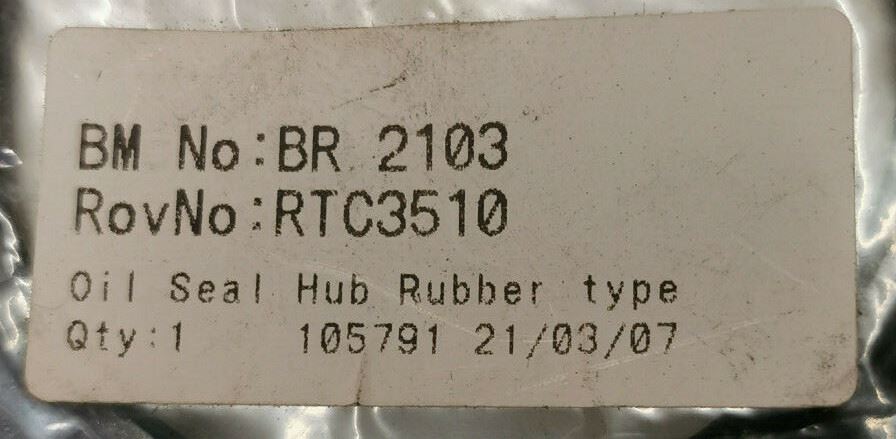 BM No:BR 2103
RovNo:RTC3510
Oil Seal Hub Rubber type
Qty:1 105791 21/03/07